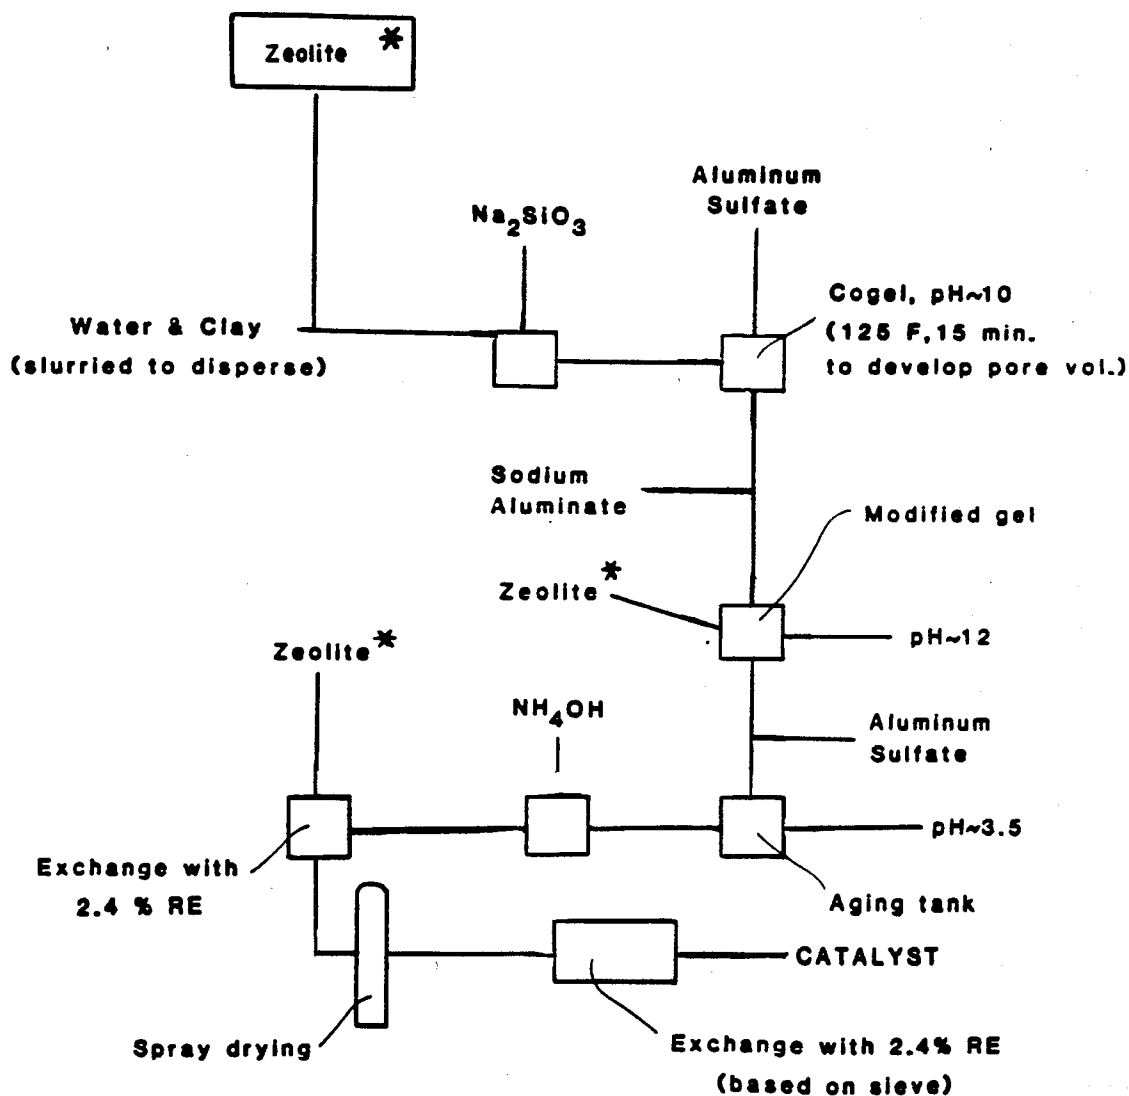 Zeolite *
Aluminum
Sulfate
Na2SiO3
Cogel, pH~10
(125 F, 15 min.
to develop pore vol.)
Water & Clay
(slurried to disperse)
Sodium
Aluminate
Modified gel
Zeolite *
pH~12
Zeolite *
NH4OH
Aluminum
Sulfate
pH~3.5
Exchange with
2.4 % RE
Aging tank
CATALYST
Spray drying
Exchange with 2.4% RE
(based on sieve)